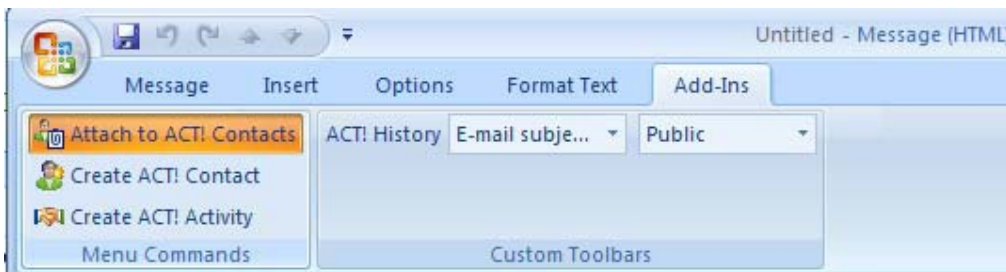 Untitled - Message (HTML
Message Insert Options Format Text Add-Ins
Attach to ACT! Contacts ACT! History E-mail subje... Public
Create ACT! Contact
Create ACT! Activity
Menu Commands Custom Toolbars